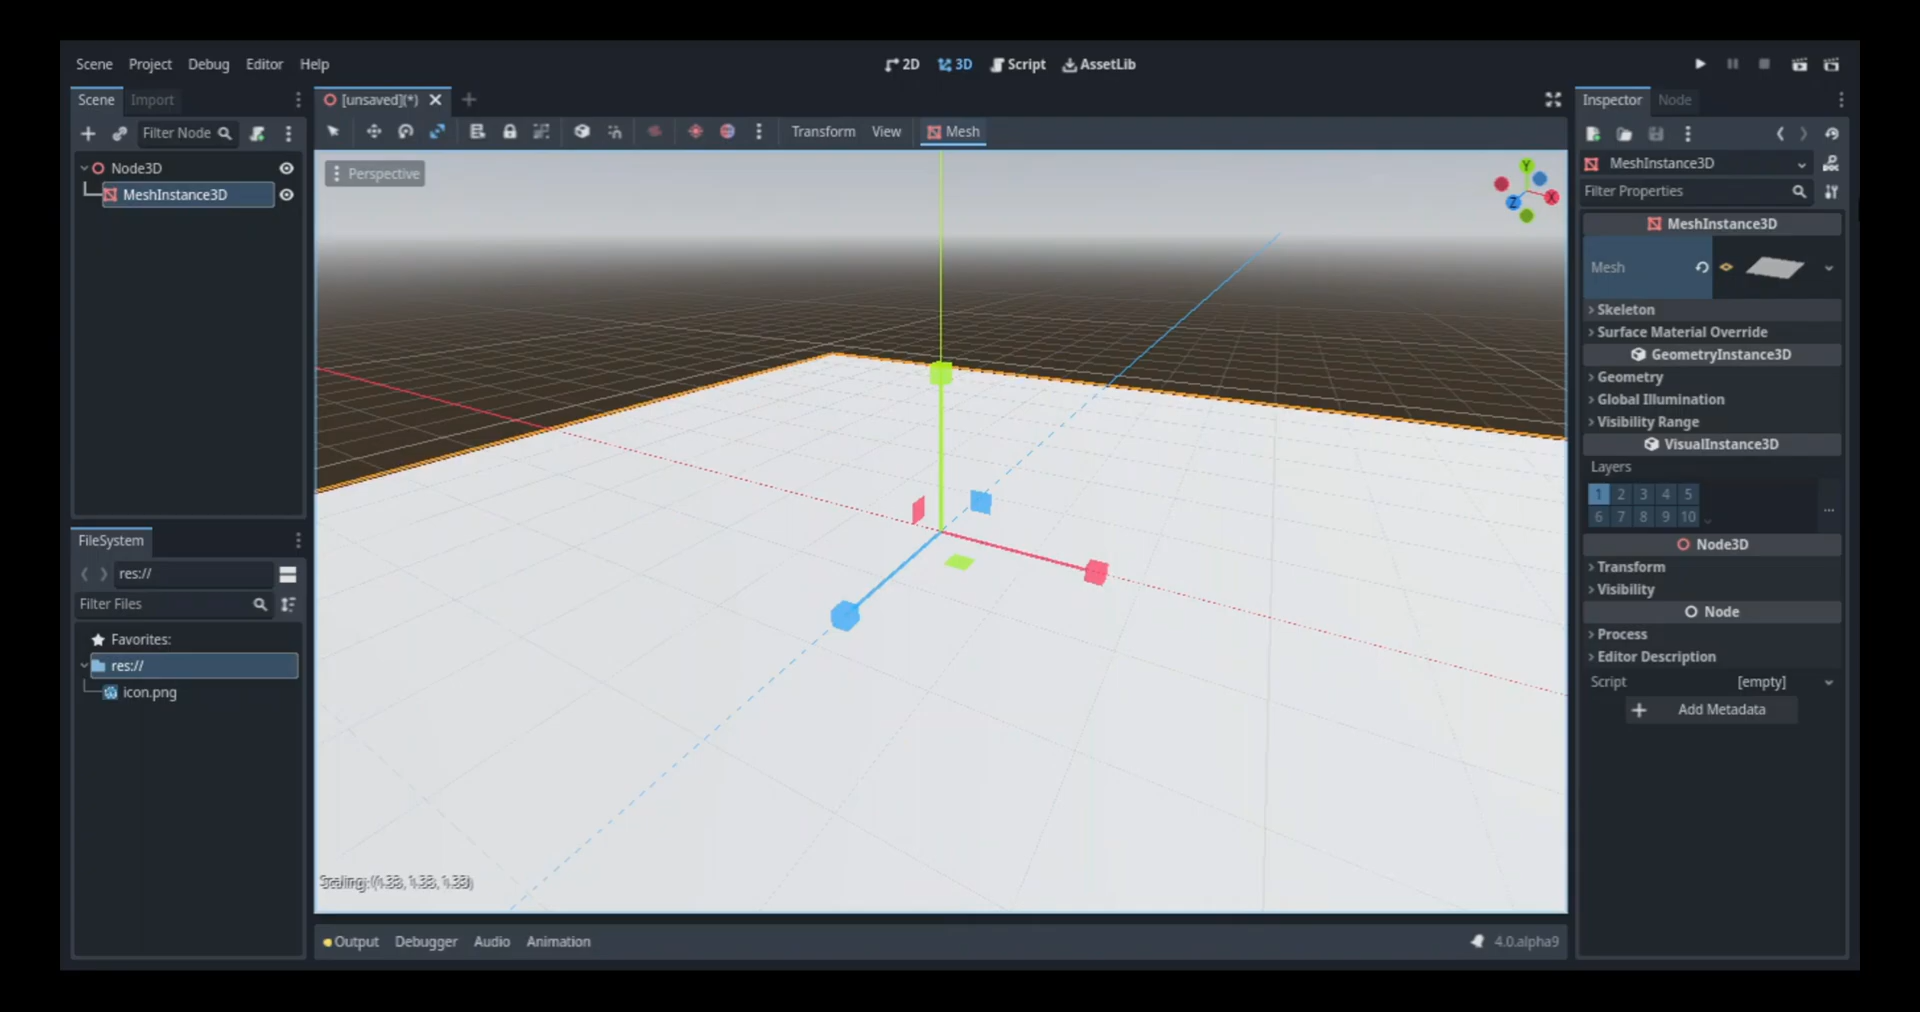 Scene Project Debug Editor Help
2D 3D Script AssetLib
Scene Import
[unsaved](*)
Inspector Node
Filter Node
Transform View Mesh
Node3D
MeshInstance3D
Perspective
Y
X
Z
MeshInstance3D
Filter Properties
MeshInstance3D
Mesh
Skeleton
Surface Material Override
GeometryInstance3D
Geometry
Global Illumination
Visibility Range
VisualInstance3D
Layers
1 2 3 4 5
6 7 8 9 10
...
Node3D
Transform
Visibility
Node
Process
Editor Description
Script [empty]
Add Metadata
FileSystem
res://
Filter Files
Favorites:
res://
icon.png
Scaling:
Output Debugger Audio Animation
4.0.alpha9